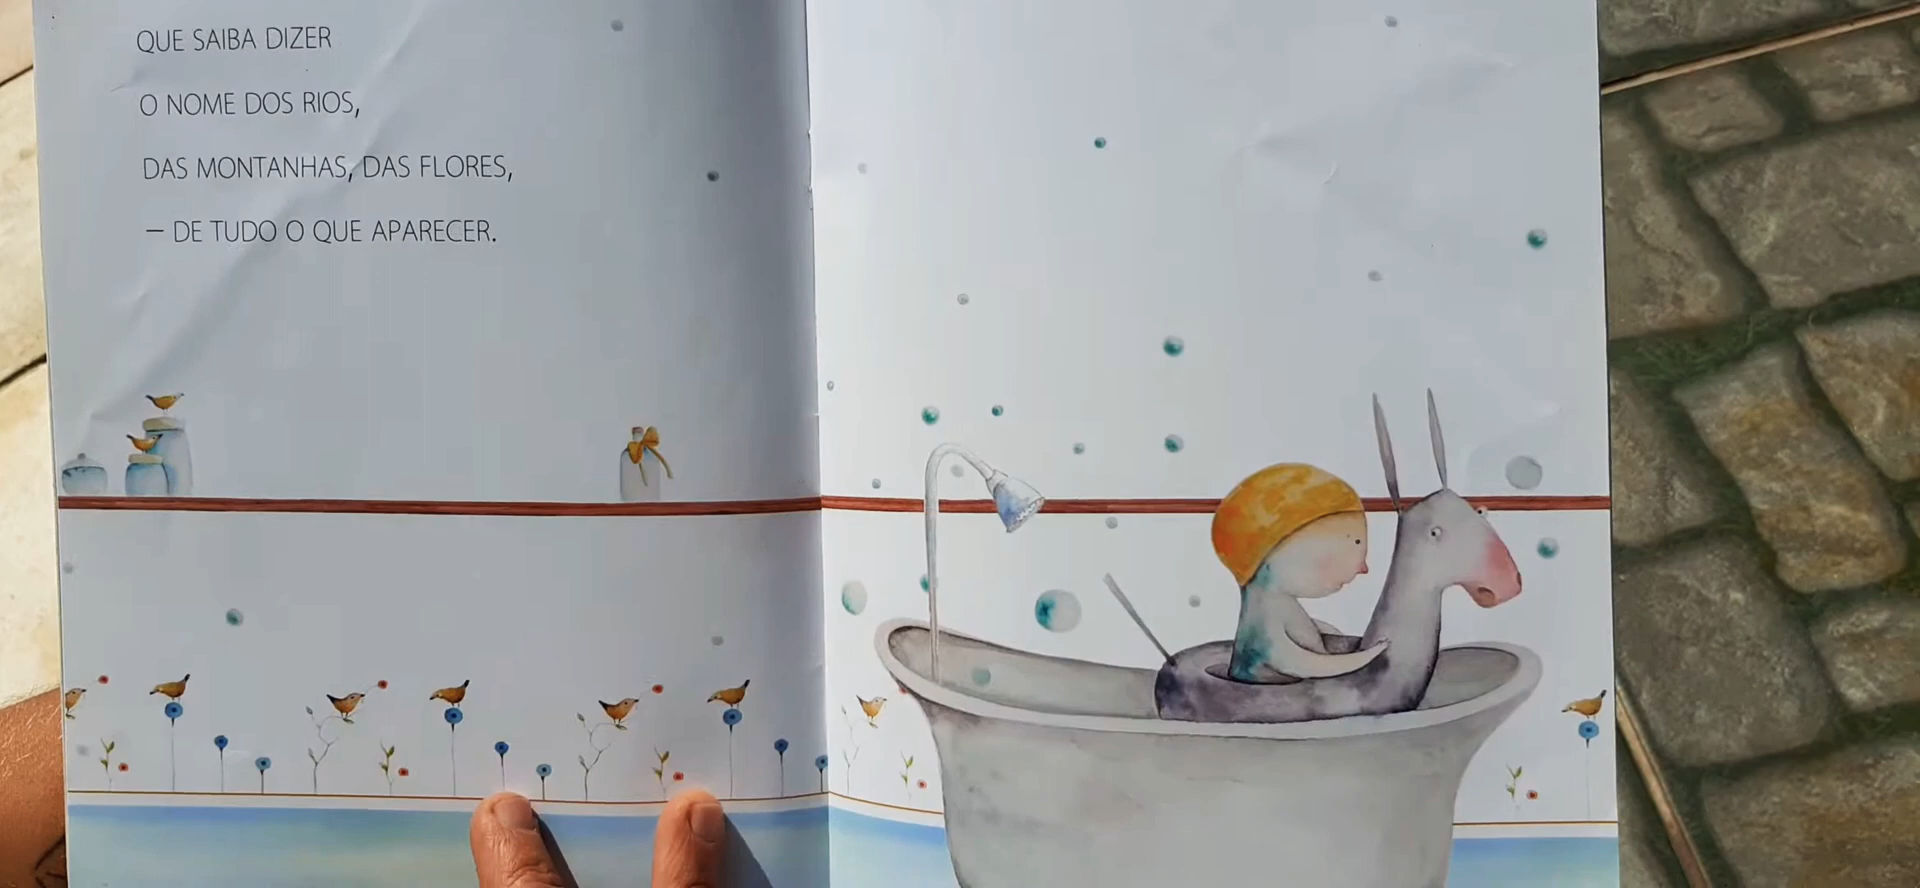 QUE SAIBA DIZER
O NOME DOS RIOS,
DAS MONTANHAS, DAS FLORES,
— DE TUDO O QUE APARECER.